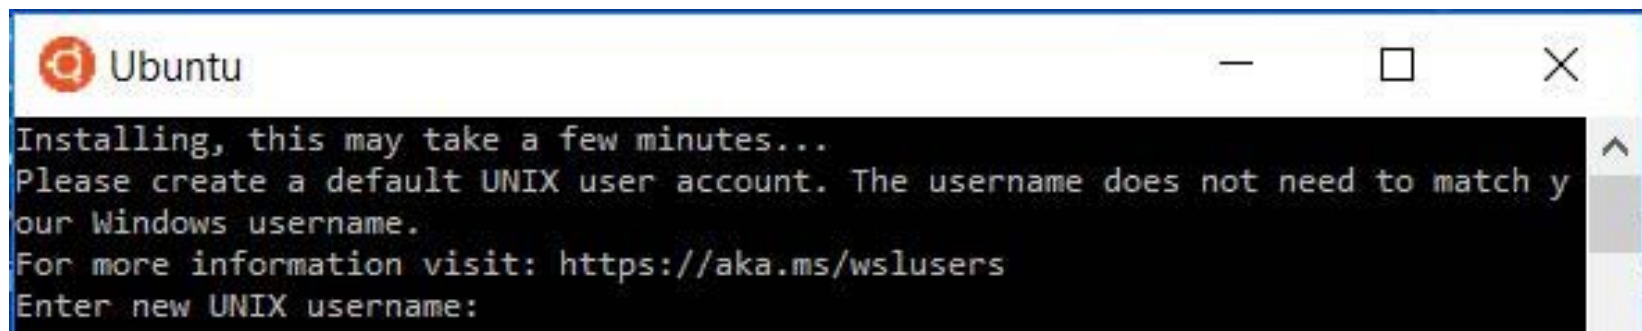 Ubuntu
Installing, this may take a few minutes...
Please create a default UNIX user account. The username does not need to match y
our Windows username.
For more information visit: https://aka.ms/wslusers
Enter new UNIX username: